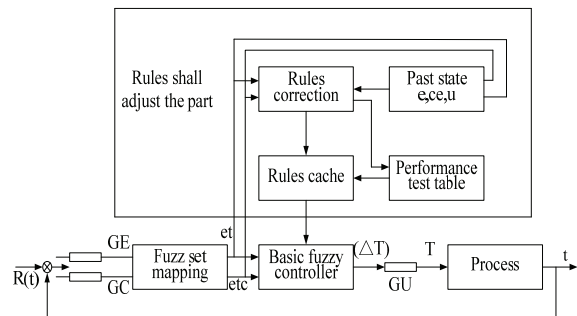 Rules shall
adjust the part
Rules
correction
Past state
e,ce,u
Rules cache
Performance
test table
et
GE
(△T)
T
t
R(t)
Fuzz set
mapping
Basic fuzzy
controller
Process
GC
etc
GU